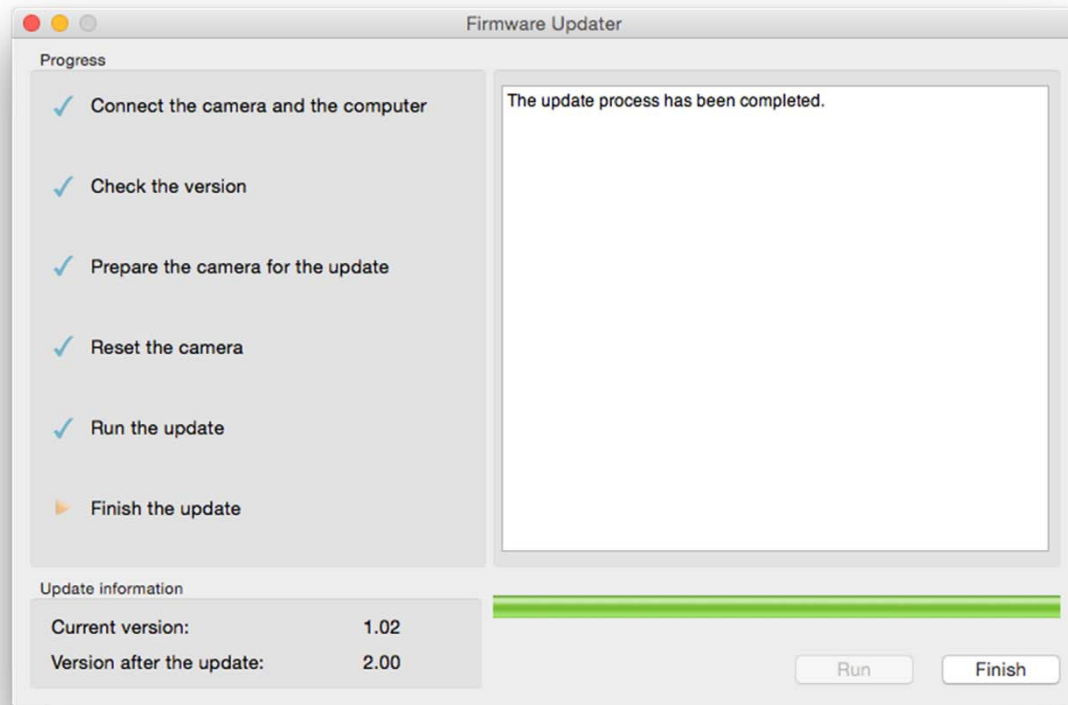 Firmware Updater
Progress
Connect the camera and the computer
Check the version
Prepare the camera for the update
Reset the camera
Run the update
Finish the update
The update process has been completed.
Update information
Current version: 1.02
Version after the update: 2.00
Run
Finish